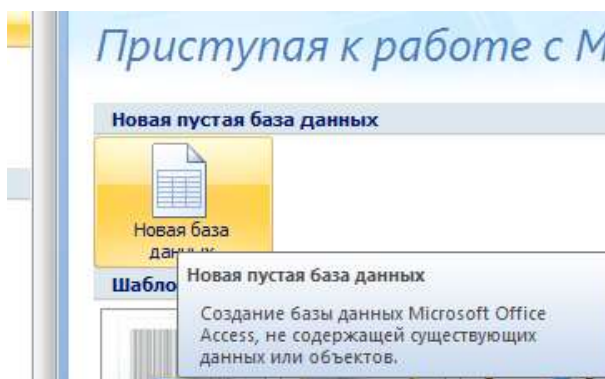 Приступая к работе с М
Новая пустая база данных
Новая база
данных
Шабло
Новая пустая база данных
Создание базы данных Microsoft Office
Access, не содержащей существующих
данных или объектов.